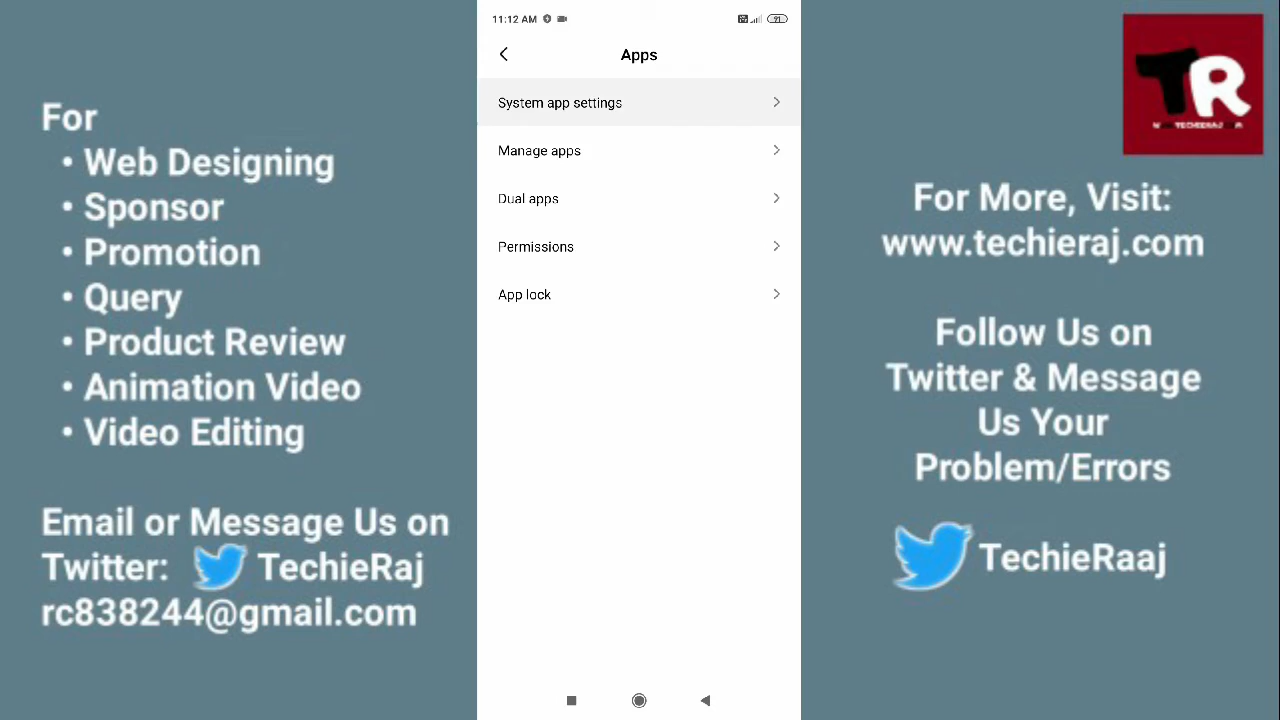 For
• Web Designing
• Sponsor
• Promotion
• Query
• Product Review
• Animation Video
• Video Editing
Email or Message Us on
Twitter: TechieRaj
rc838244@gmail.com
11:12 AM
91
Apps
System app settings
Manage apps
Dual apps
Permissions
App lock
TR
For More, Visit:
www.techieraj.com
Follow Us on
Twitter & Message
Us Your
Problem/Errors
TechieRaaj